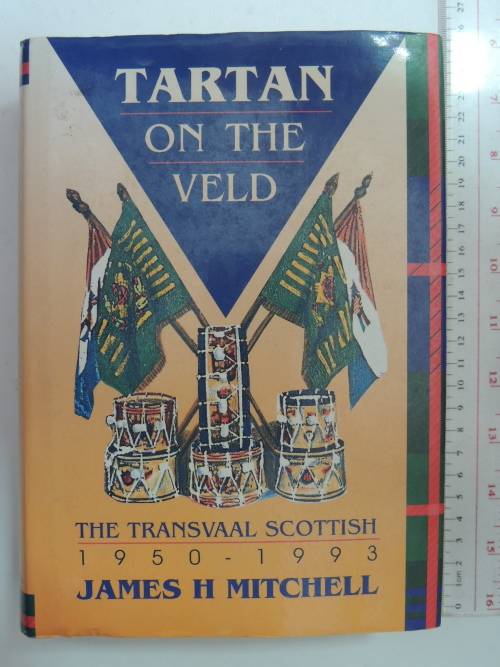 TARTAN
ON THE
VELD
THE TRANSVAAL SCOTTISH
1950-1993
JAMES H MITCHELL